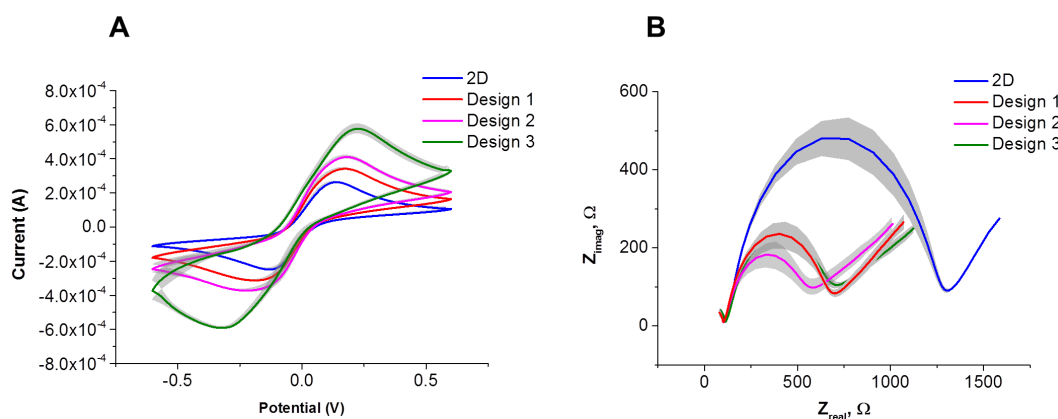 A
8.0x10⁻⁴
6.0x10⁻⁴
4.0x10⁻⁴
2.0x10⁻⁴
0.0
-2.0x10⁻⁴
-4.0x10⁻⁴
-6.0x10⁻⁴
-8.0x10⁻⁴
Current (A)
-0.5
0.0
0.5
Potential (V)
2D
Design 1
Design 2
Design 3
B
600
400
200
0
Zimag, Ω
0
500
1000
1500
Zreal, Ω
2D
Design 1
Design 2
Design 3